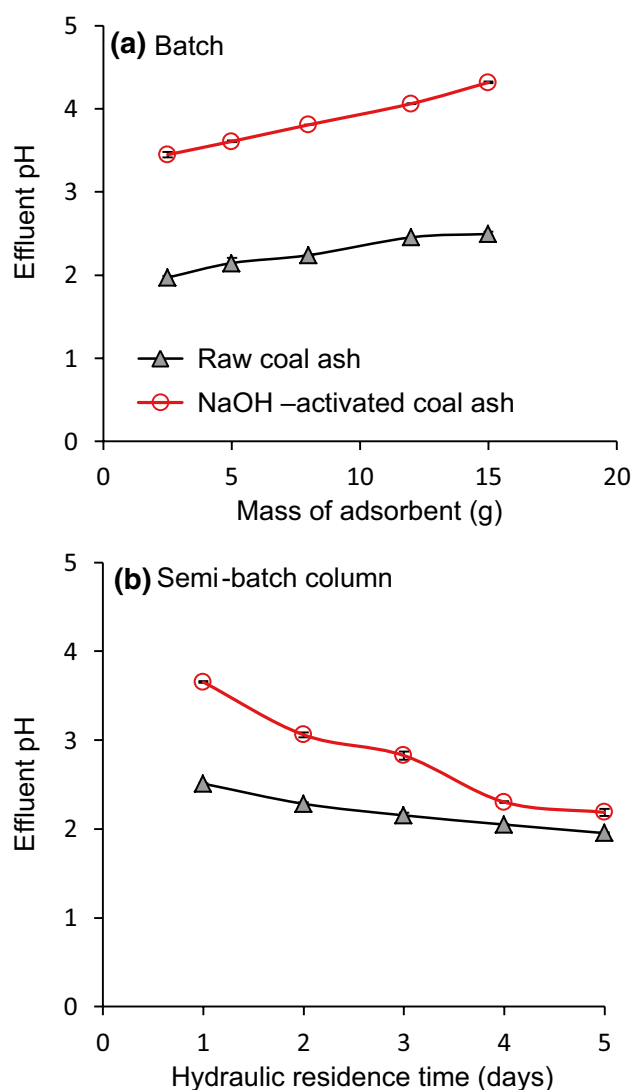 (a) Batch
Effluent pH
5
4
3
2
1
0
Raw coal ash
NaOH –activated coal ash
0 5 10 15 20
Mass of adsorbent (g)
(b) Semi-batch column
Effluent pH
5
4
3
2
1
0
0 1 2 3 4 5
Hydraulic residence time (days)